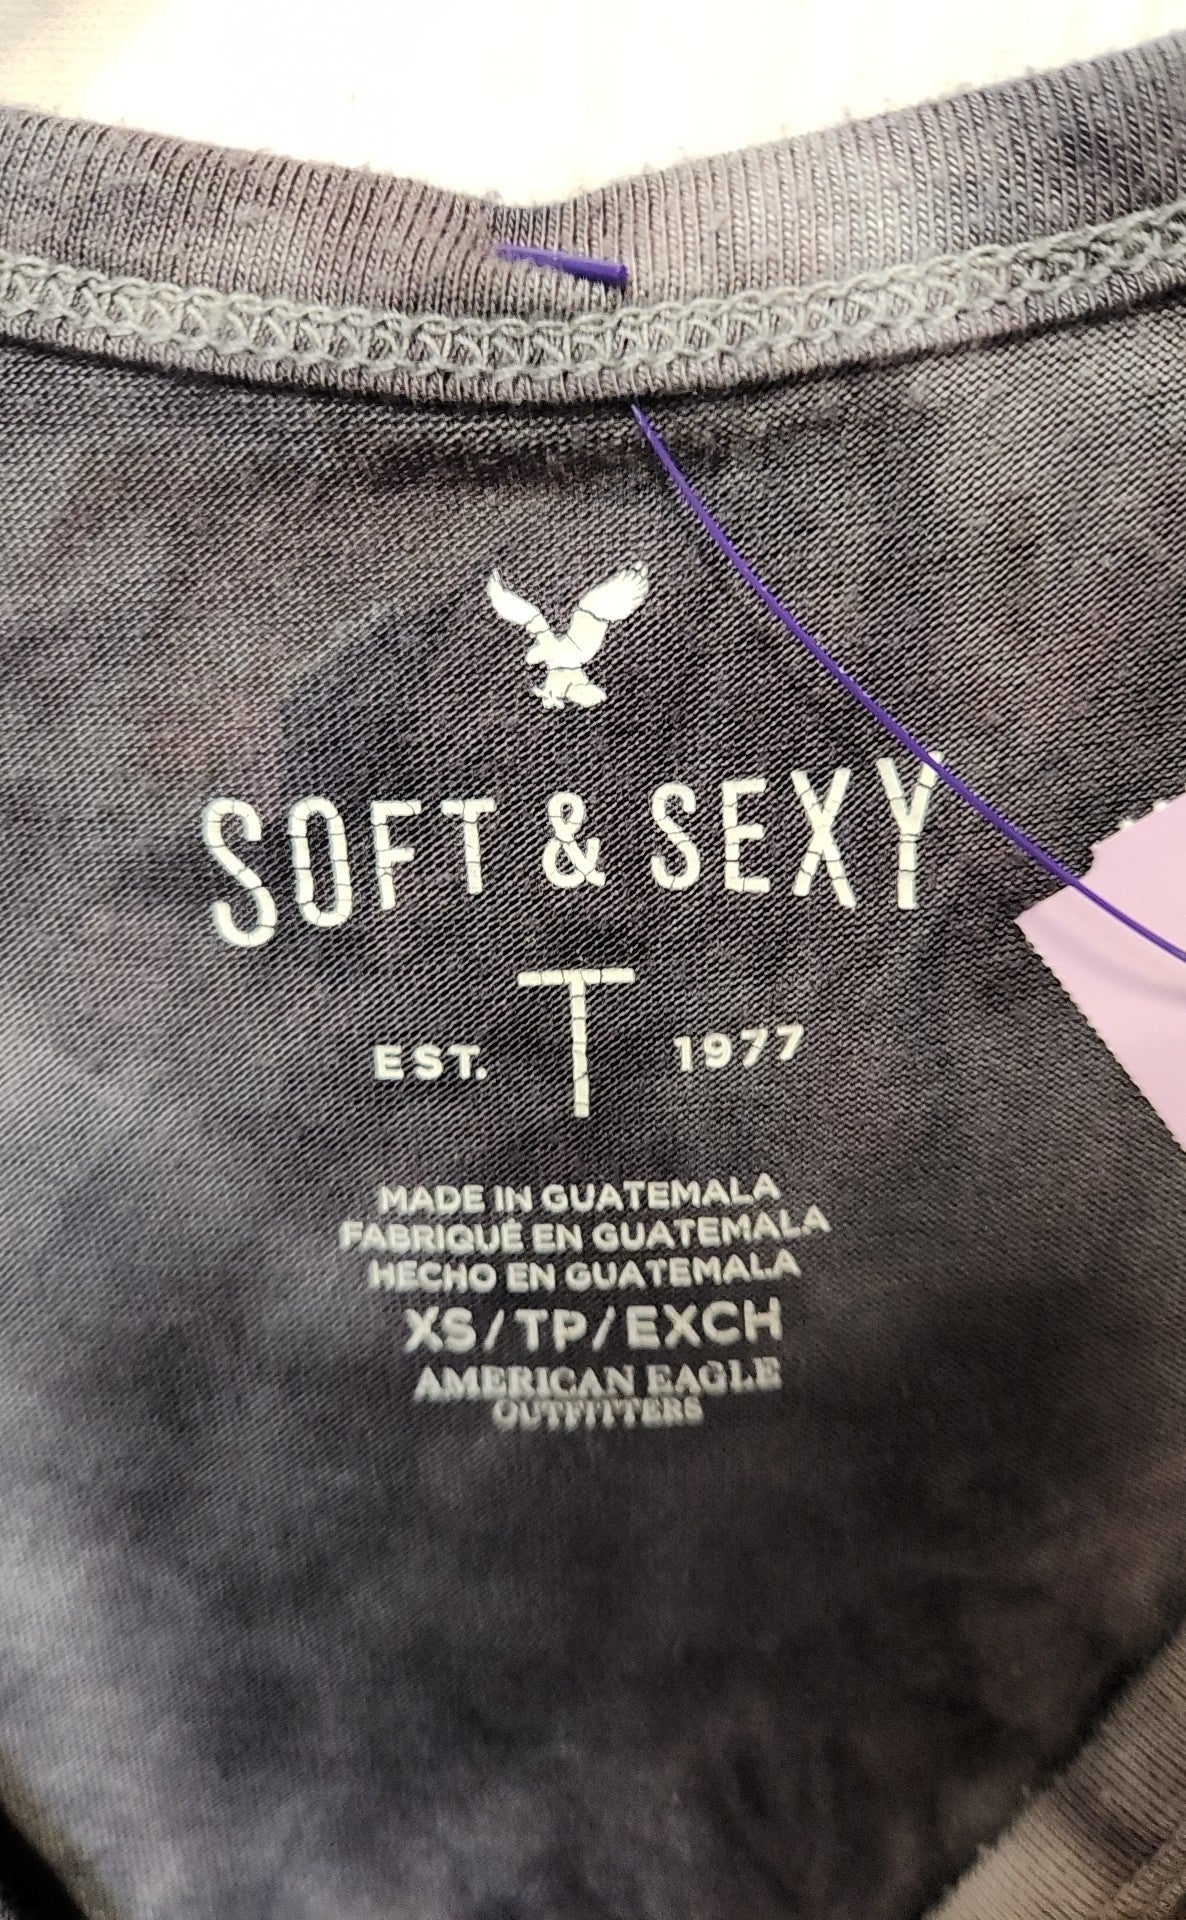 SOFT & SEXY
T
EST. 1977
MADE IN GUATEMALA
FABRIQUÉ EN GUATEMALA
HECHO EN GUATEMALA
XS/TP/EXCH
AMERICAN EAGLE
OUTFITTERS